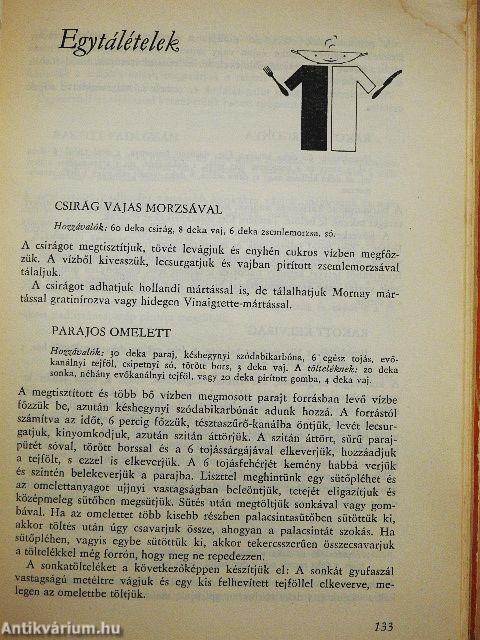 Egytálételek
CSIRÁG VAJAS MORZSÁVAL
Hozzávalók: 60 deka csirág, 8 deka vaj, 6 deka zsemlemorzsa, só.
A csirágot megtisztítjuk, tövét levágjuk és enyhén cukros vízben megfőz-
zük. A vízből kivesszük, lecsurgatjuk és vajban pirított zsemlemorzsával
tálaljuk.
A csirágot adhatjuk hollandi mártással is, de tálalhatjuk Mornay már-
tással gratinírozva vagy hidegen Vinaigrette-mártással.
PARAJOS OMELETT
Hozzávalók: 30 deka paraj, késhegynyi szódabikarbóna, 6 egész tojás, evő-
kanálnyi tejföl, csipetnyi só, törött bors, 3 deka vaj. A tölteléknek: 20 deka
sonka, néhány evőkanálnyi tejföl, vagy 20 deka pirított gomba, 4 deka vaj.
A megtisztított és több bő vízben megmosott parajt forrásban levő vízbe
főzzük be, azután késhegynyi szódabikarbónát adunk hozzá. A forrástól
számítva az időt, 6 percig főzzük, tésztaszűrő-kanálba öntjük, levét lecsur-
gatjuk, kinyomkodjuk, azután szitán áttörjük. A szitán áttört, sűrű paraj-
pürét sóval, törött borssal és a 6 tojássárgájával elkeverjük, hozzáadjuk
a tejfölt, s ezzel is elkeverjük. A 6 tojásfehérjét kemény habbá verjük
és szintén belekeverjük a parajba. Liszttel meghintünk egy sütőpléhet és
az omelettanyagot ujjnyi vastagságban beleöntjük, tetejét eligazítjuk és
középmeleg sütőben megsütjük. Sütés után megtöltjük sonkával vagy gom-
bával. Ha az omelettet több kisebb részben palacsintasütőben sütöttük ki,
akkor töltés után úgy csavarjuk össze, ahogyan a palacsintát szokás. Ha
sütőpléhen, vagyis egybe sütöttük ki, akkor tekercsszerűen összecsavarjuk
a töltelékkel még forrón, hogy meg ne repedezzen.
A sonkatölteléket a következőképpen készítjük el: A sonkát gyufaszál
vastagságú metéltre vágjuk és egy kis felhevített tejföllel elkeverve, me-
legen az omelettbe töltjük.
133
Antikvárium.hu